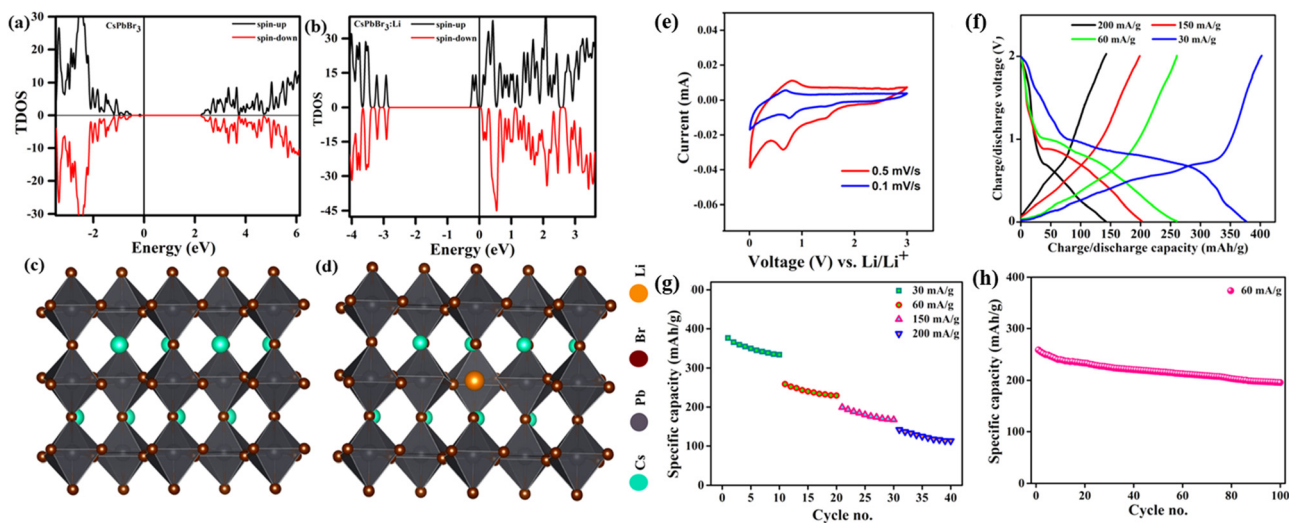 (a)
CsPbBr3
spin-up
spin-down
30
20
10
0
-10
-20
30
TDOS
-2
0
2
4
6
Energy (eV)
(b)
CsPbBr3:Li
spin-up
spin-down
30
15
0
-15
-30
-45
TDOS
-4
-3
-2
-1
0
1
2
3
Energy (eV)
(c)
(d)
Li
Br
Pb
Cs
(e)
0.04
0.02
0.00
-0.02
-0.04
-0.06
Current (mA)
0.5 mV/s
0.1 mV/s
0
1
2
3
Voltage (V) vs. Li/Li+
(f)
200 mA/g
150 mA/g
60 mA/g
30 mA/g
2
1
0
Charge/discharge voltage (V)
0
50
100
150
200
250
300
350
400
Charge/discharge capacity (mAh/g)
(g)
30 mA/g
60 mA/g
150 mA/g
200 mA/g
00
400
300
200
100
0
Specific capacity (mAh/g)
0
10
20
30
40
Cycle no.
(h)
60 mA/g
400
300
200
100
0
Specific capacity (mAh/g)
0
20
40
60
80
100
Cycle no.